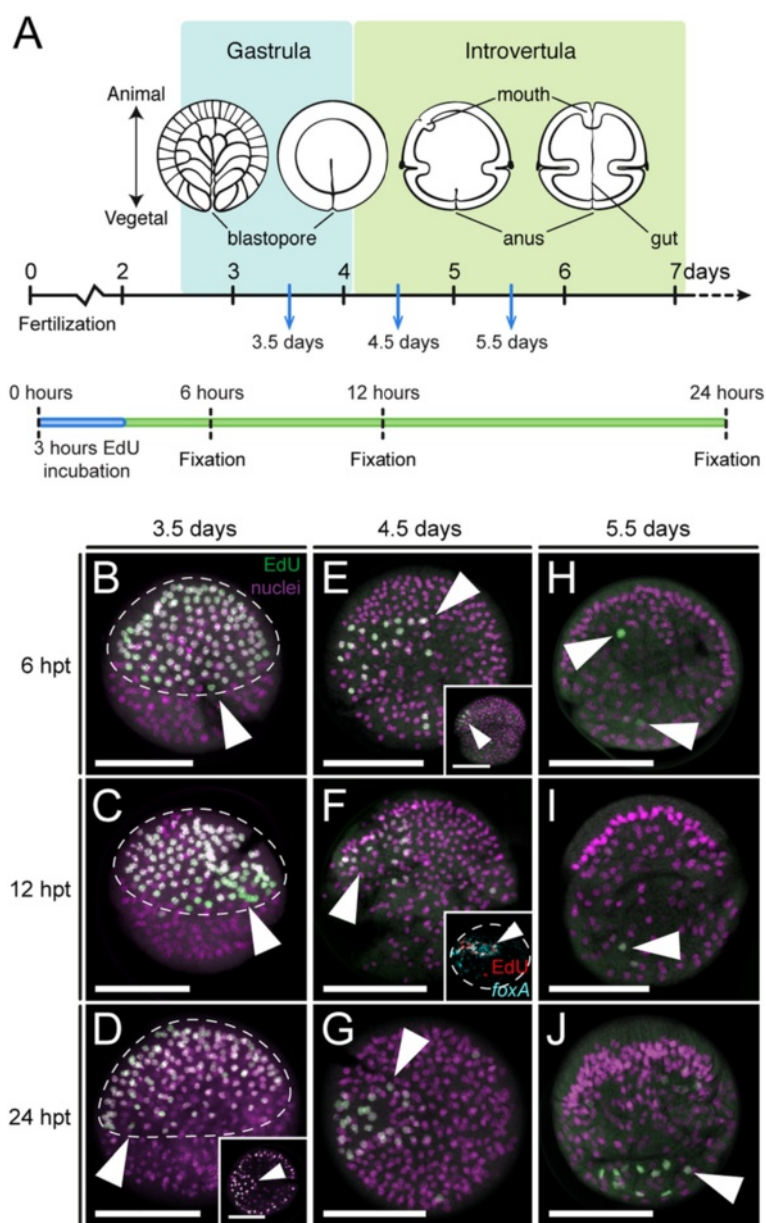 A
Gastrula
Introvertula
Animal
mouth
Vegetal
blastopore
anus
gut
0
2
3
4
5
6
7 days
Fertilization
3.5 days
4.5 days
5.5 days
0 hours
6 hours
12 hours
24 hours
3 hours EdU
incubation
Fixation
Fixation
Fixation
3.5 days
4.5 days
5.5 days
B
EdU
nuclei
E
H
6 hpt
C
F
I
12 hpt
EdU
foxA
D
G
J
24 hpt